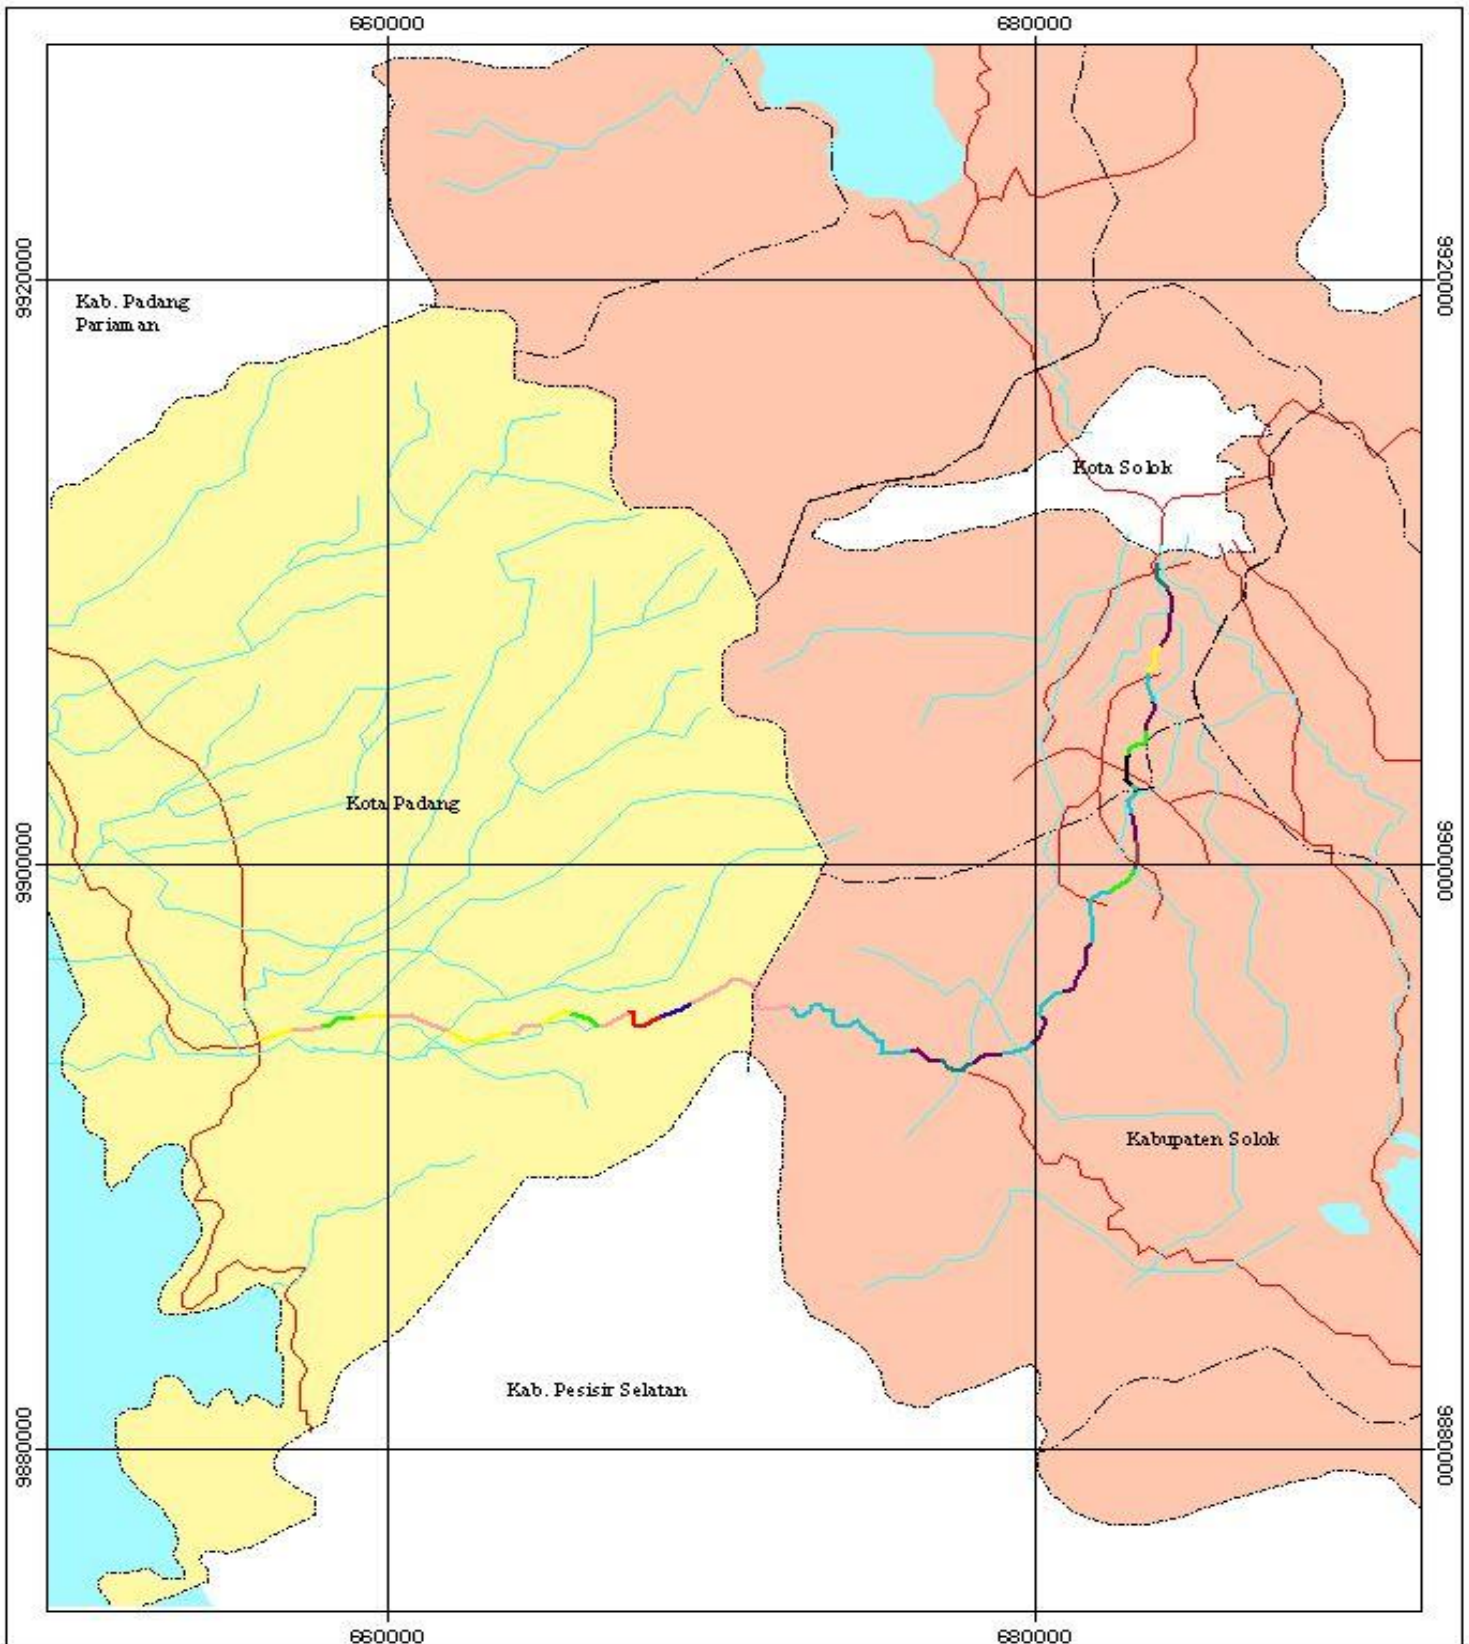 660000 680000
9920000 9920000
Kab. Padang
Pariaman
Kota Solok
Kota Padang
9900000 9900000
Kabupaten Solok
Kab. Pesisir Selatan
9880000 9880000
660000 680000